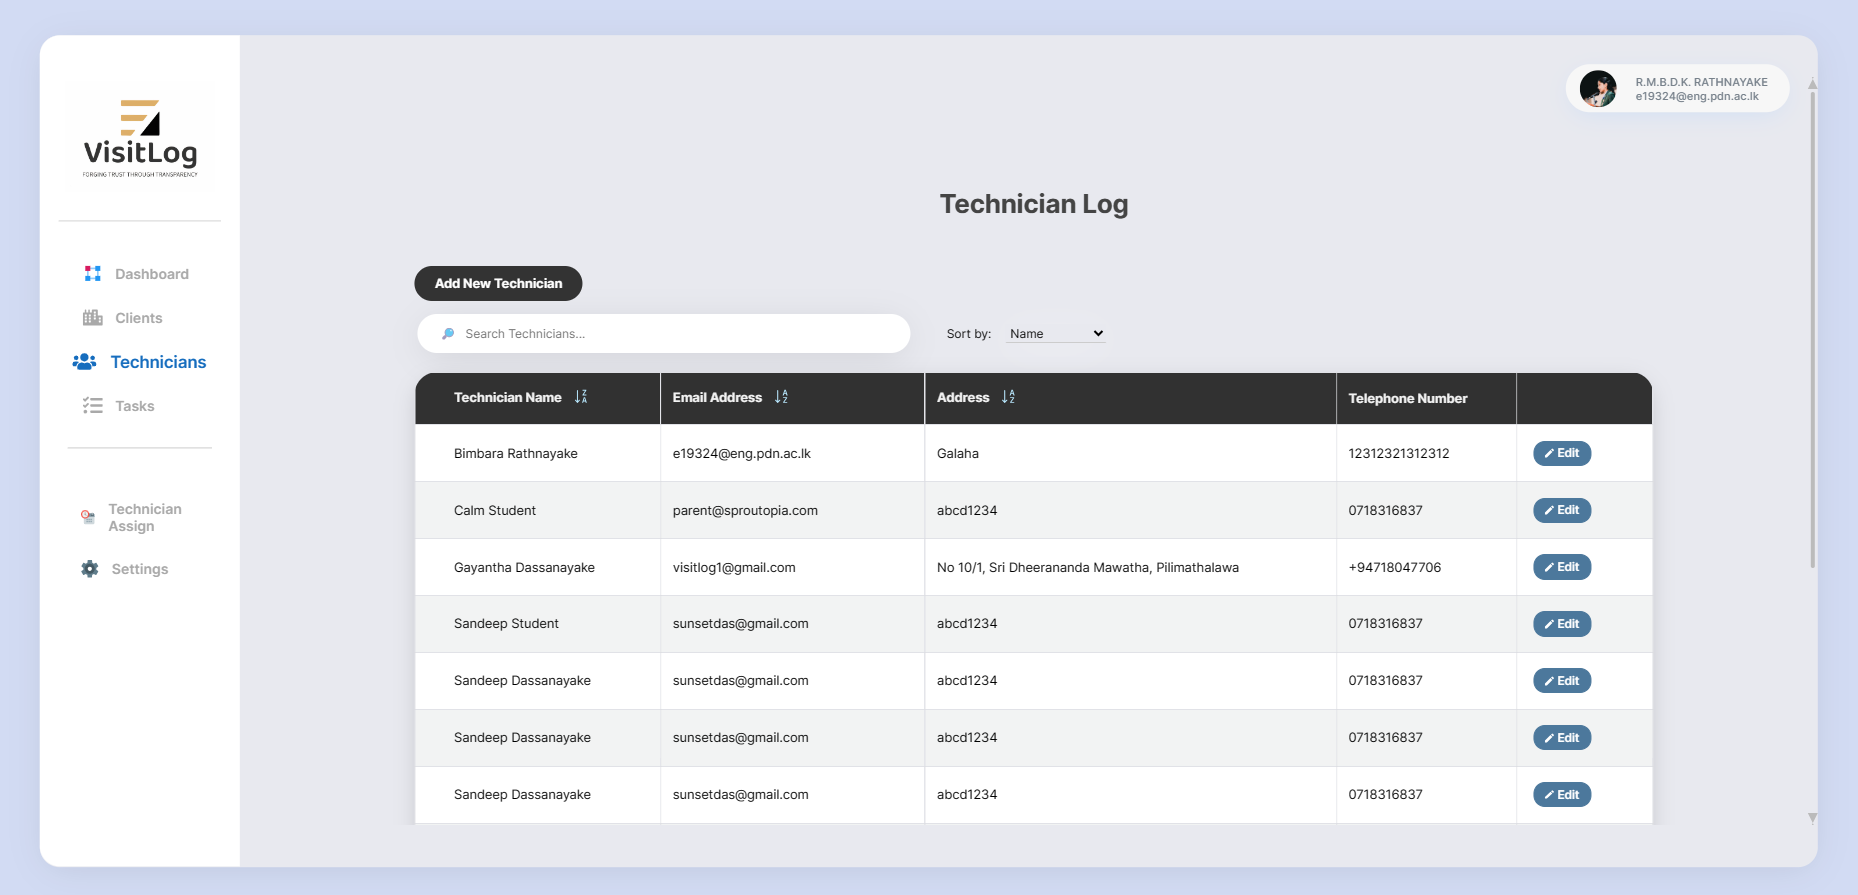 VisitLog
FORGING TRUST THROUGH TRANSPARENCY
Dashboard
Clients
Technicians
Tasks
Technician
Assign
Settings
R.M.B.D.K. RATHNAYAKE
e19324@eng.pdn.ac.lk
Technician Log
Add New Technician
Search Technicians...
Sort by: Name
Technician Name Email Address Address Telephone Number
Bimbara Rathnayake e19324@eng.pdn.ac.lk Galaha 12312321312312 Edit
Calm Student parent@sproutopia.com abcd1234 0718316837 Edit
Gayantha Dassanayake visitlog1@gmail.com No 10/1, Sri Dheerananda Mawatha, Pilimathalawa +94718047706 Edit
Sandeep Student sunsetdas@gmail.com abcd1234 0718316837 Edit
Sandeep Dassanayake sunsetdas@gmail.com abcd1234 0718316837 Edit
Sandeep Dassanayake sunsetdas@gmail.com abcd1234 0718316837 Edit
Sandeep Dassanayake sunsetdas@gmail.com abcd1234 0718316837 Edit